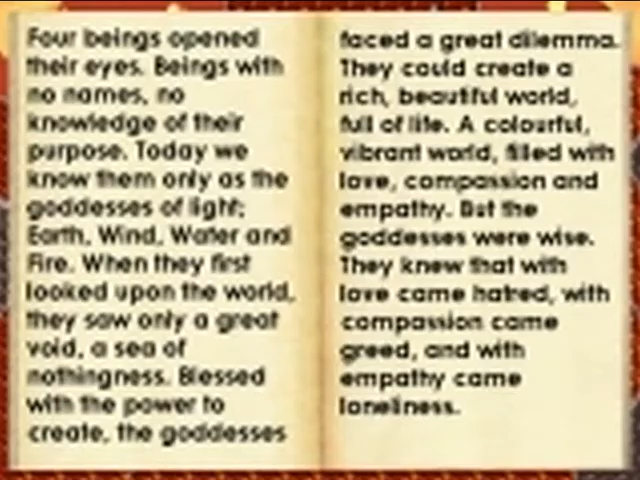 Four beings opened
their eyes. Beings with
no names, no
knowledge of their
purpose. Today we
know them only as the
goddesses of light;
Earth, Wind, Water and
Fire. When they first
looked upon the world,
they saw only a great
void, a sea of
nothingness. Blessed
with the power to
create, the goddesses
faced a great dilemma.
They could create a
rich, beautiful world,
full of life. A colourful,
vibrant world, filled with
love, compassion and
empathy. But the
goddesses were wise.
They knew that with
love came hatred, with
compassion came
greed, and with
empathy came
loneliness.